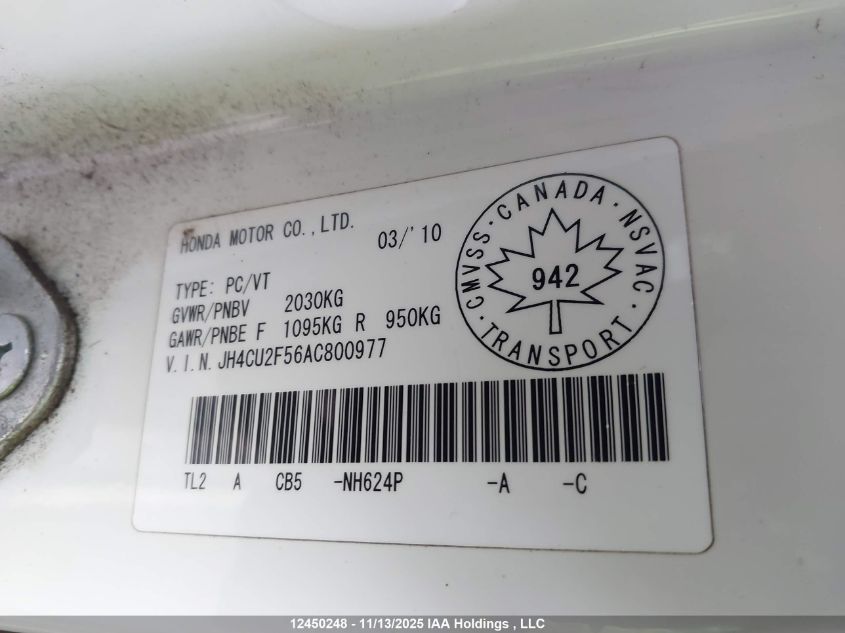 HONDA MOTOR CO.,LTD.
03/'10
TYPE: PC/VT
GVWR/PNBV 2030KG
GAWR/PNBE F 1095KG R 950KG
V.I.N. JH4CU2F56AC800977
CANADA · NSVAC · TRANSPORT · CMVSS ·
942
TL2 A CB5 -NH624P -A -C
12450248 - 11/13/2025 IAA Holdings , LLC